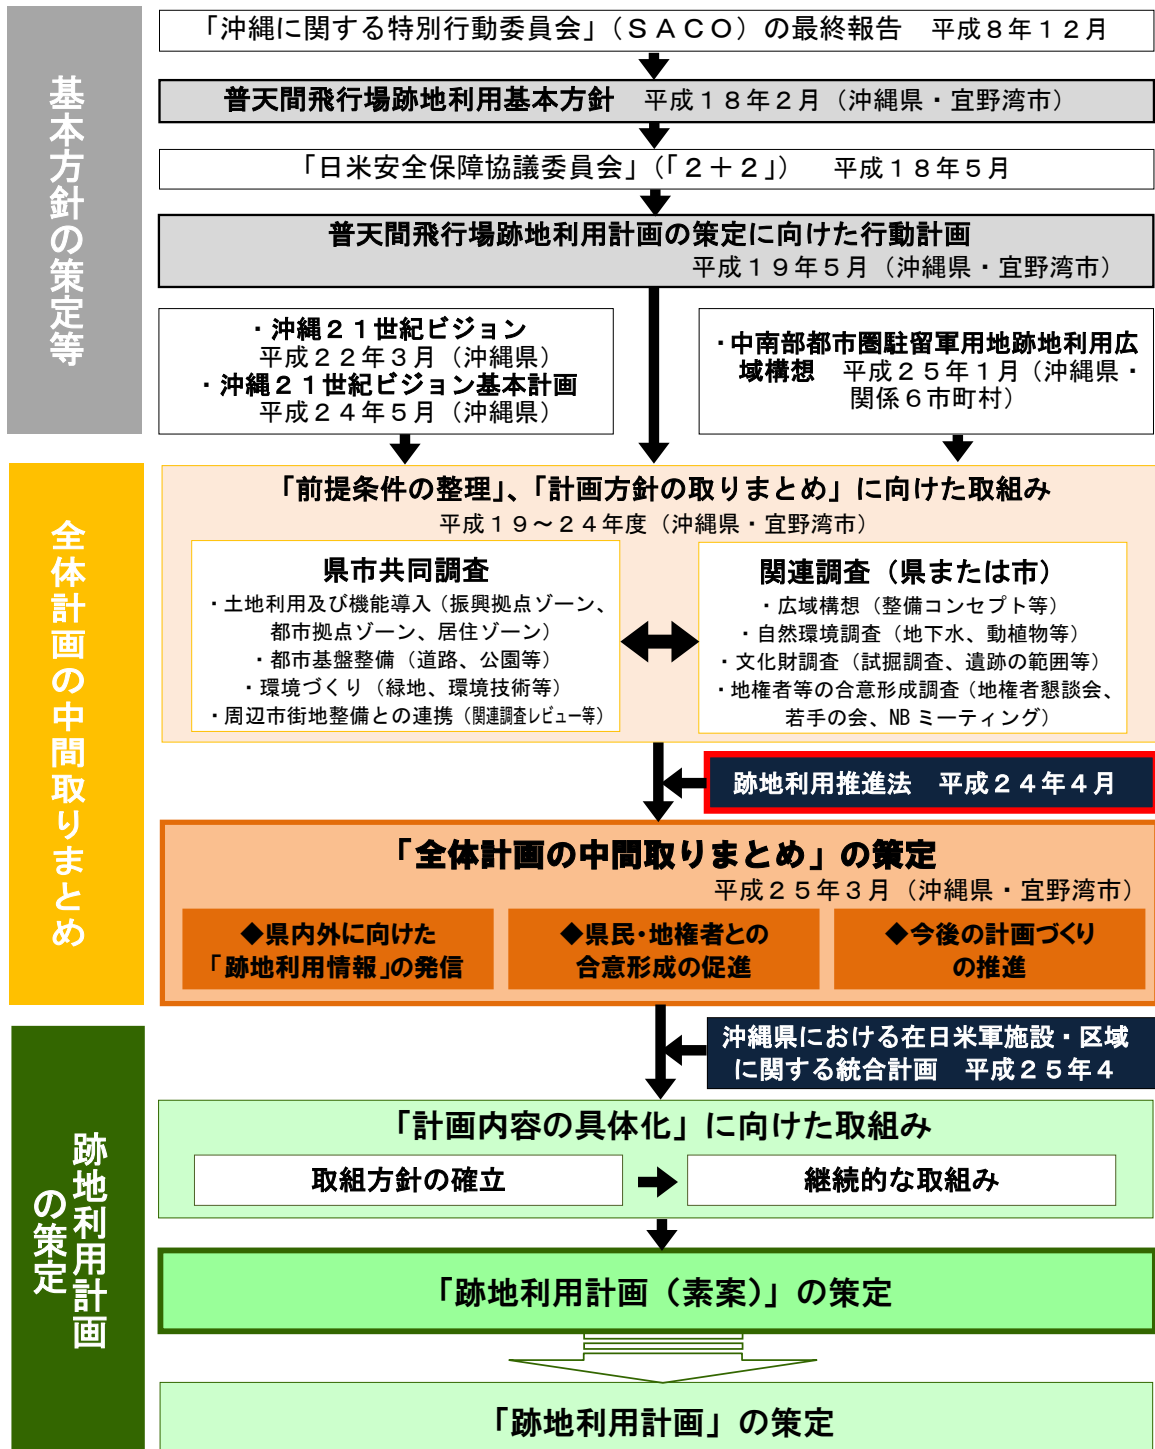 基本方針の策定等
「沖縄に関する特別行動委員会」（ＳＡＣＯ）の最終報告　平成８年１２月
普天間飛行場跡地利用基本方針　平成１８年２月（沖縄県・宜野湾市）
「日米安全保障協議委員会」（「２＋２」）　平成１８年５月
普天間飛行場跡地利用計画の策定に向けた行動計画
平成１９年５月（沖縄県・宜野湾市）
・沖縄２１世紀ビジョン
平成２２年３月（沖縄県）
・沖縄２１世紀ビジョン基本計画
平成２４年５月（沖縄県）
・中南部都市圏駐留軍用地跡地利用広
域構想　平成２５年１月（沖縄県・
関係６市町村）
全体計画の中間取りまとめ
「前提条件の整理」、「計画方針の取りまとめ」に向けた取組み
平成１９～２４年度（沖縄県・宜野湾市）
県市共同調査
・土地利用及び機能導入（振興拠点ゾーン、
都市拠点ゾーン、居住ゾーン）
・都市基盤整備（道路、公園等）
・環境づくり（緑地、環境技術等）
・周辺市街地整備との連携（関連調査レビュー等）
関連調査（県または市）
・広域構想（整備コンセプト等）
・自然環境調査（地下水、動植物等）
・文化財調査（試掘調査、遺跡の範囲等）
・地権者等の合意形成調査（地権者懇談会、
若手の会、NBミーティング）
跡地利用推進法　平成２４年４月
「全体計画の中間取りまとめ」の策定
平成２５年３月（沖縄県・宜野湾市）
◆県内外に向けた
「跡地利用情報」の発信
◆県民・地権者との
合意形成の促進
◆今後の計画づくり
の推進
跡地利用計画
の策定
沖縄県における在日米軍施設・区域
に関する統合計画　平成２５年４
「計画内容の具体化」に向けた取組み
取組方針の確立
継続的な取組み
「跡地利用計画（素案）」の策定
「跡地利用計画」の策定